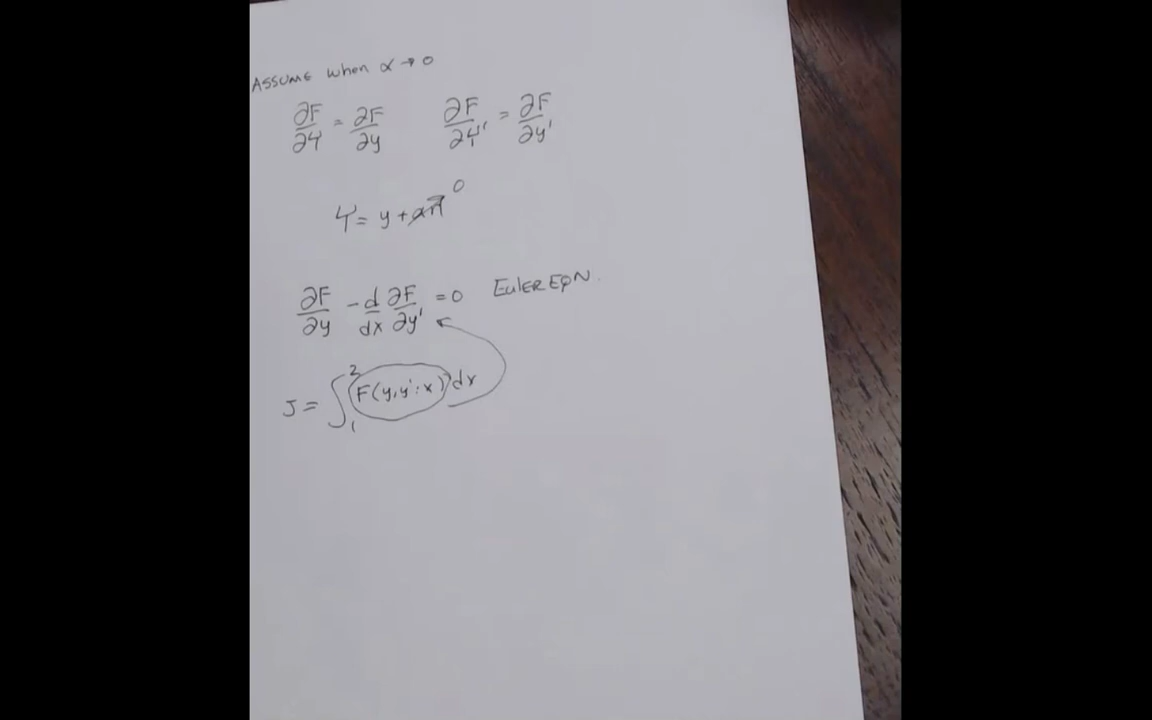 ASSUME when α → 0
∂F/∂Y = ∂F/∂y   ∂F/∂Y' = ∂F/∂y'
Y = y + αη 0
∂F/∂y - d/dx ∂F/∂y' = 0   Euler EQN.
J = ∫₁² F(y,y':x) dx